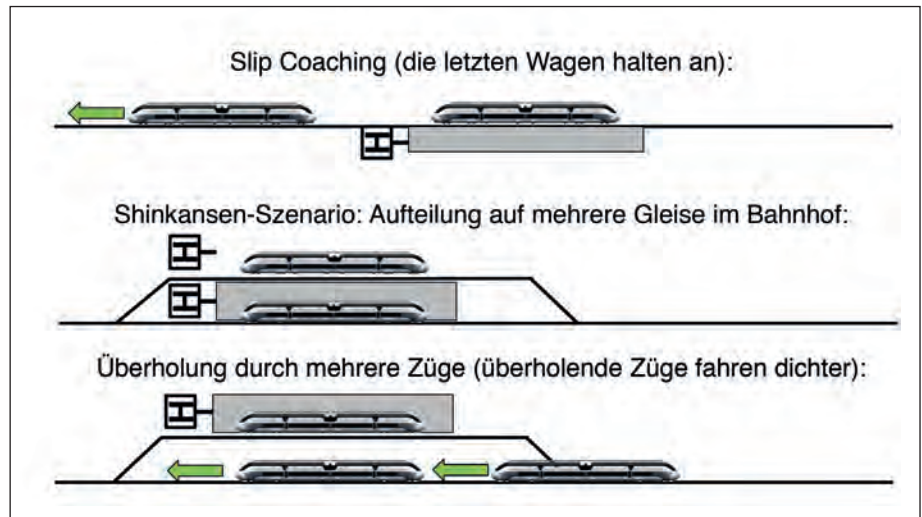 Slip Coaching (die letzten Wagen halten an):
H
Shinkansen-Szenario: Aufteilung auf mehrere Gleise im Bahnhof:
H
H
Überholung durch mehrere Züge (überholende Züge fahren dichter):
H